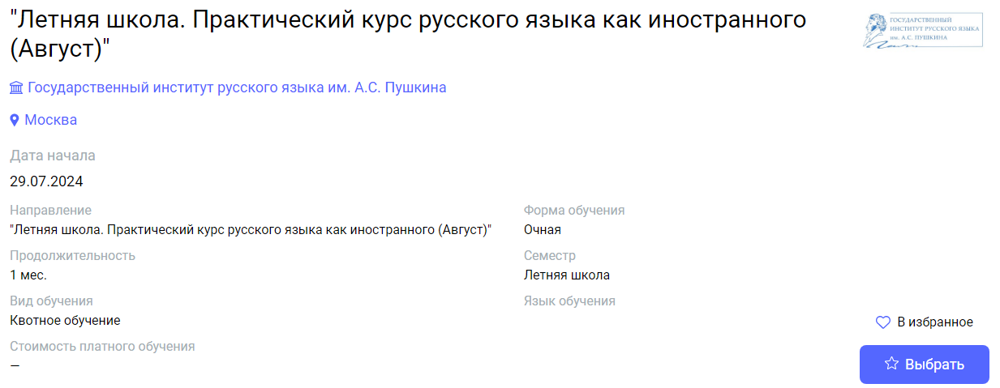 "Летняя школа. Практический курс русского языка как иностранного
(Август)"
ГОСУДАРСТВЕННЫЙ
ИНСТИТУТ РУССКОГО ЯЗЫКА
им. А.С. ПУШКИНА
Государственный институт русского языка им. А.С. Пушкина
Москва
Дата начала
29.07.2024
Направление
"Летняя школа. Практический курс русского языка как иностранного (Август)"
Форма обучения
Очная
Продолжительность
1 мес.
Семестр
Летняя школа
Вид обучения
Квотное обучение
Язык обучения
Стоимость платного обучения
—
В избранное
Выбрать